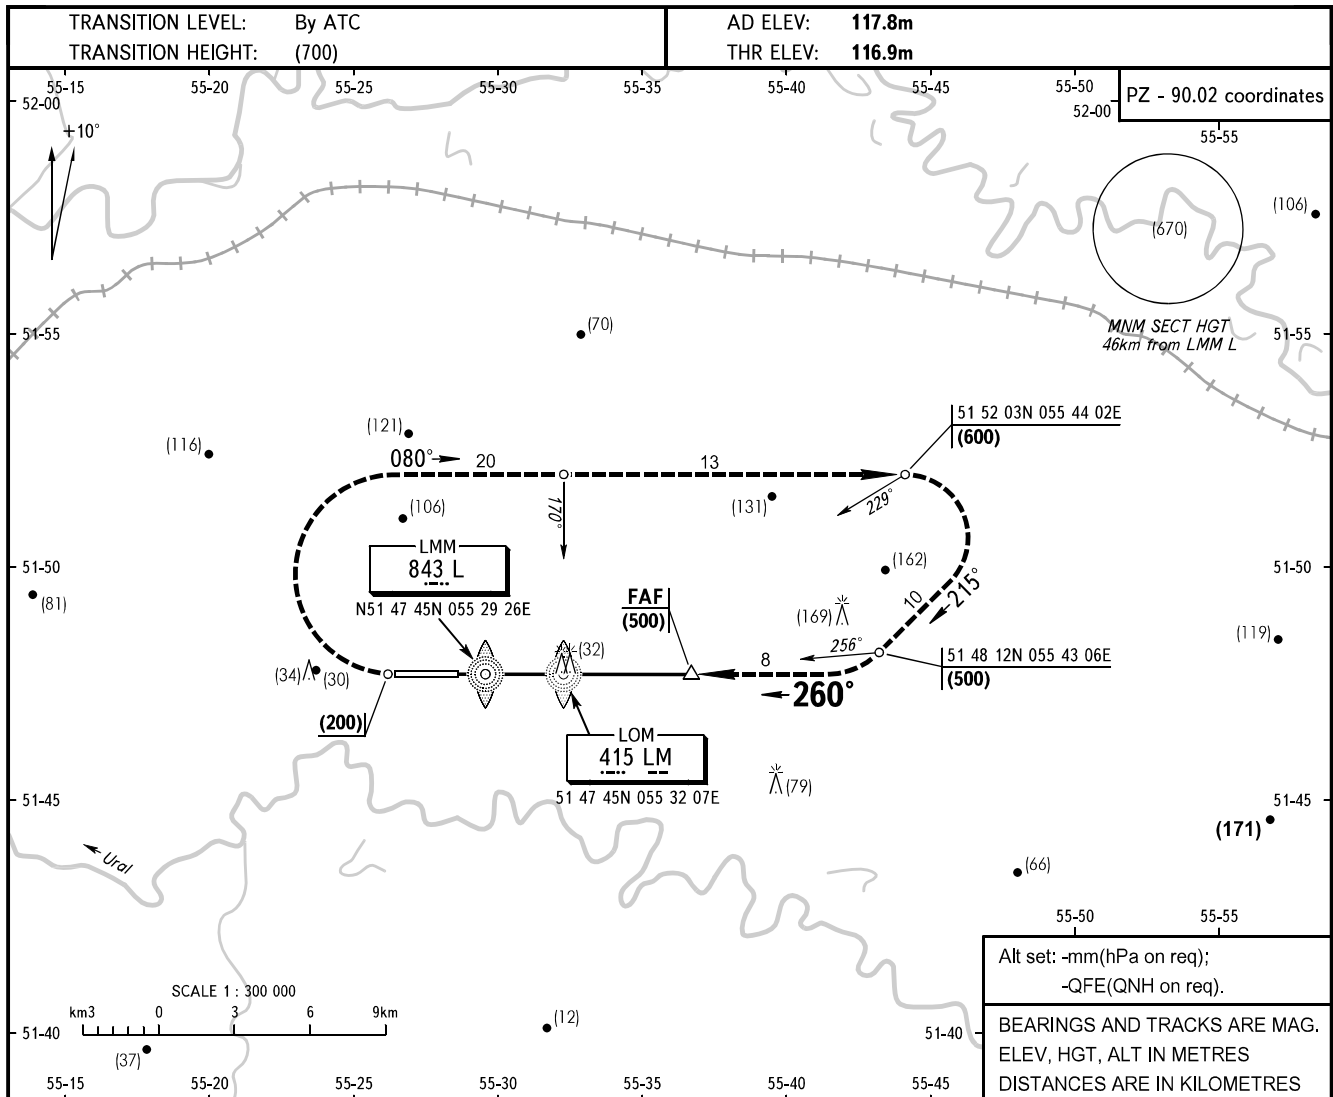 TRANSITION LEVEL: By ATC
TRANSITION HEIGHT: (700)
AD ELEV: 117.8m
THR ELEV: 116.9m
55-15 55-20 55-25 55-30 55-35 55-40 55-45 55-50
52-00
52-00
PZ - 90.02 coordinates
55-55
+10°
(106)
(670)
MNM SECT HGT
46km from LMM L
51-55
51-55
(70)
51 52 03N 055 44 02E
(600)
(121)
(116)
080°
20
13
229°
170°
(131)
(106)
LMM
843 L
N51 47 45N 055 29 26E
51-50
51-50
(162)
(81)
FAF
(500)
(169)
10
215°
(119)
256°
51 48 12N 055 43 06E
(500)
(32)
8
260°
(34)
(30)
(200)
LOM
415 LM
51 47 45N 055 32 07E
(79)
51-45
51-45
(171)
Ural
(66)
55-50 55-55
Alt set: -mm(hPa on req);
-QFE(QNH on req).
SCALE 1 : 300 000
km3 0 3 6 9km
(12)
51-40
51-40
(37)
BEARINGS AND TRACKS ARE MAG.
ELEV, HGT, ALT IN METRES
DISTANCES ARE IN KILOMETRES
55-15 55-20 55-25 55-30 55-35 55-40 55-45